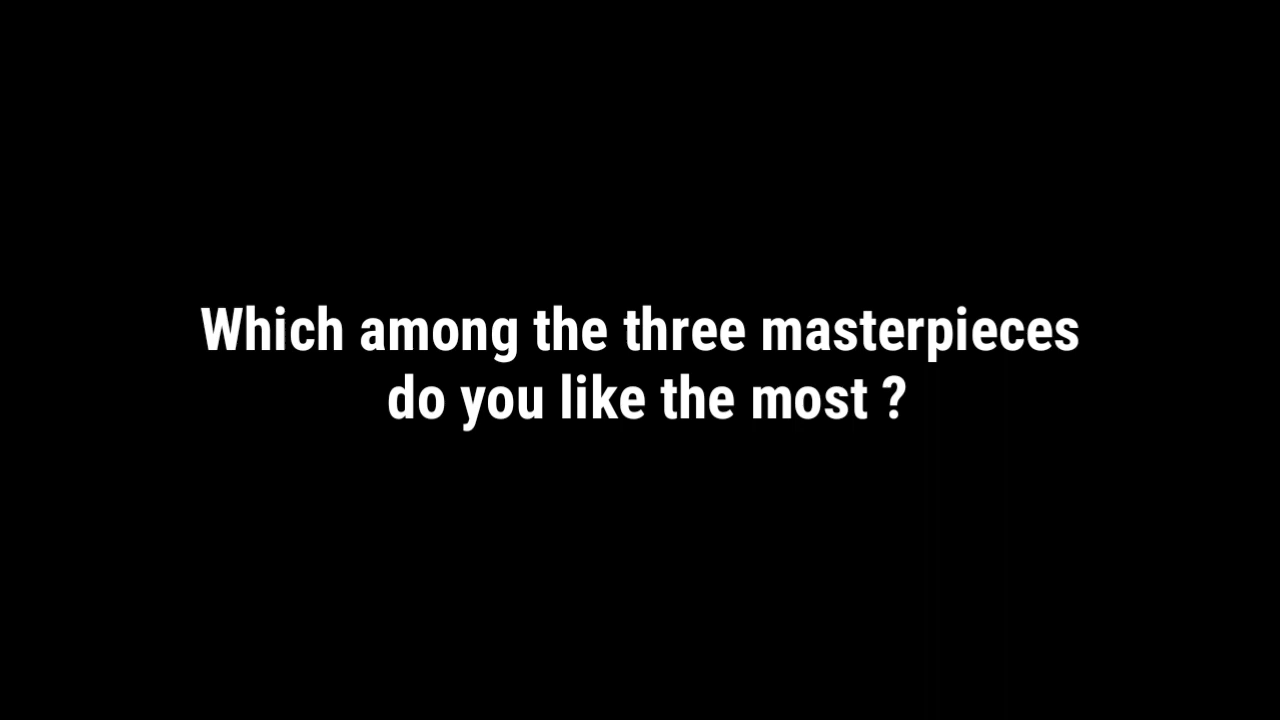 Which among the three masterpieces
do you like the most ?